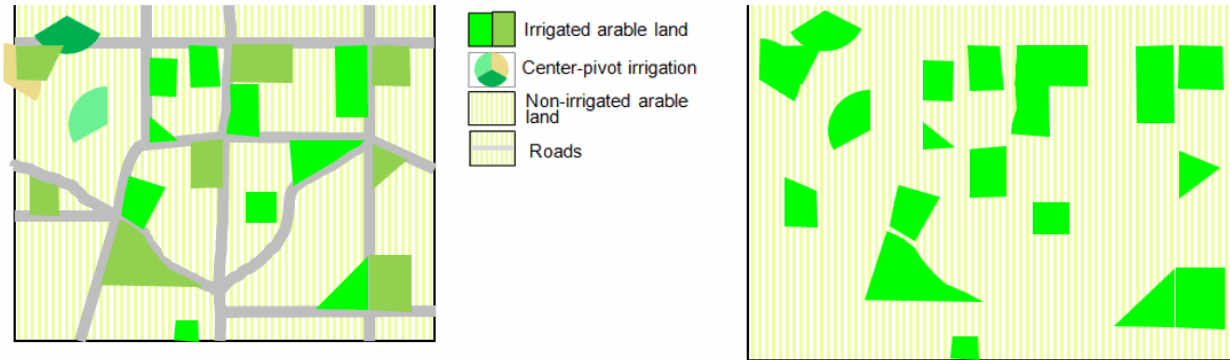 Irrigated arable land
Center-pivot irrigation
Non-irrigated arable
land
Roads